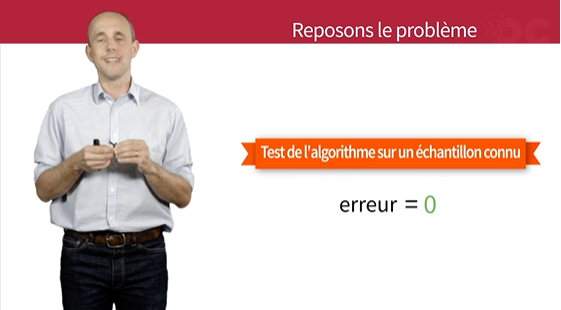 Reposons le problème
Test de l'algorithme sur un échantillon connu
erreur = 0